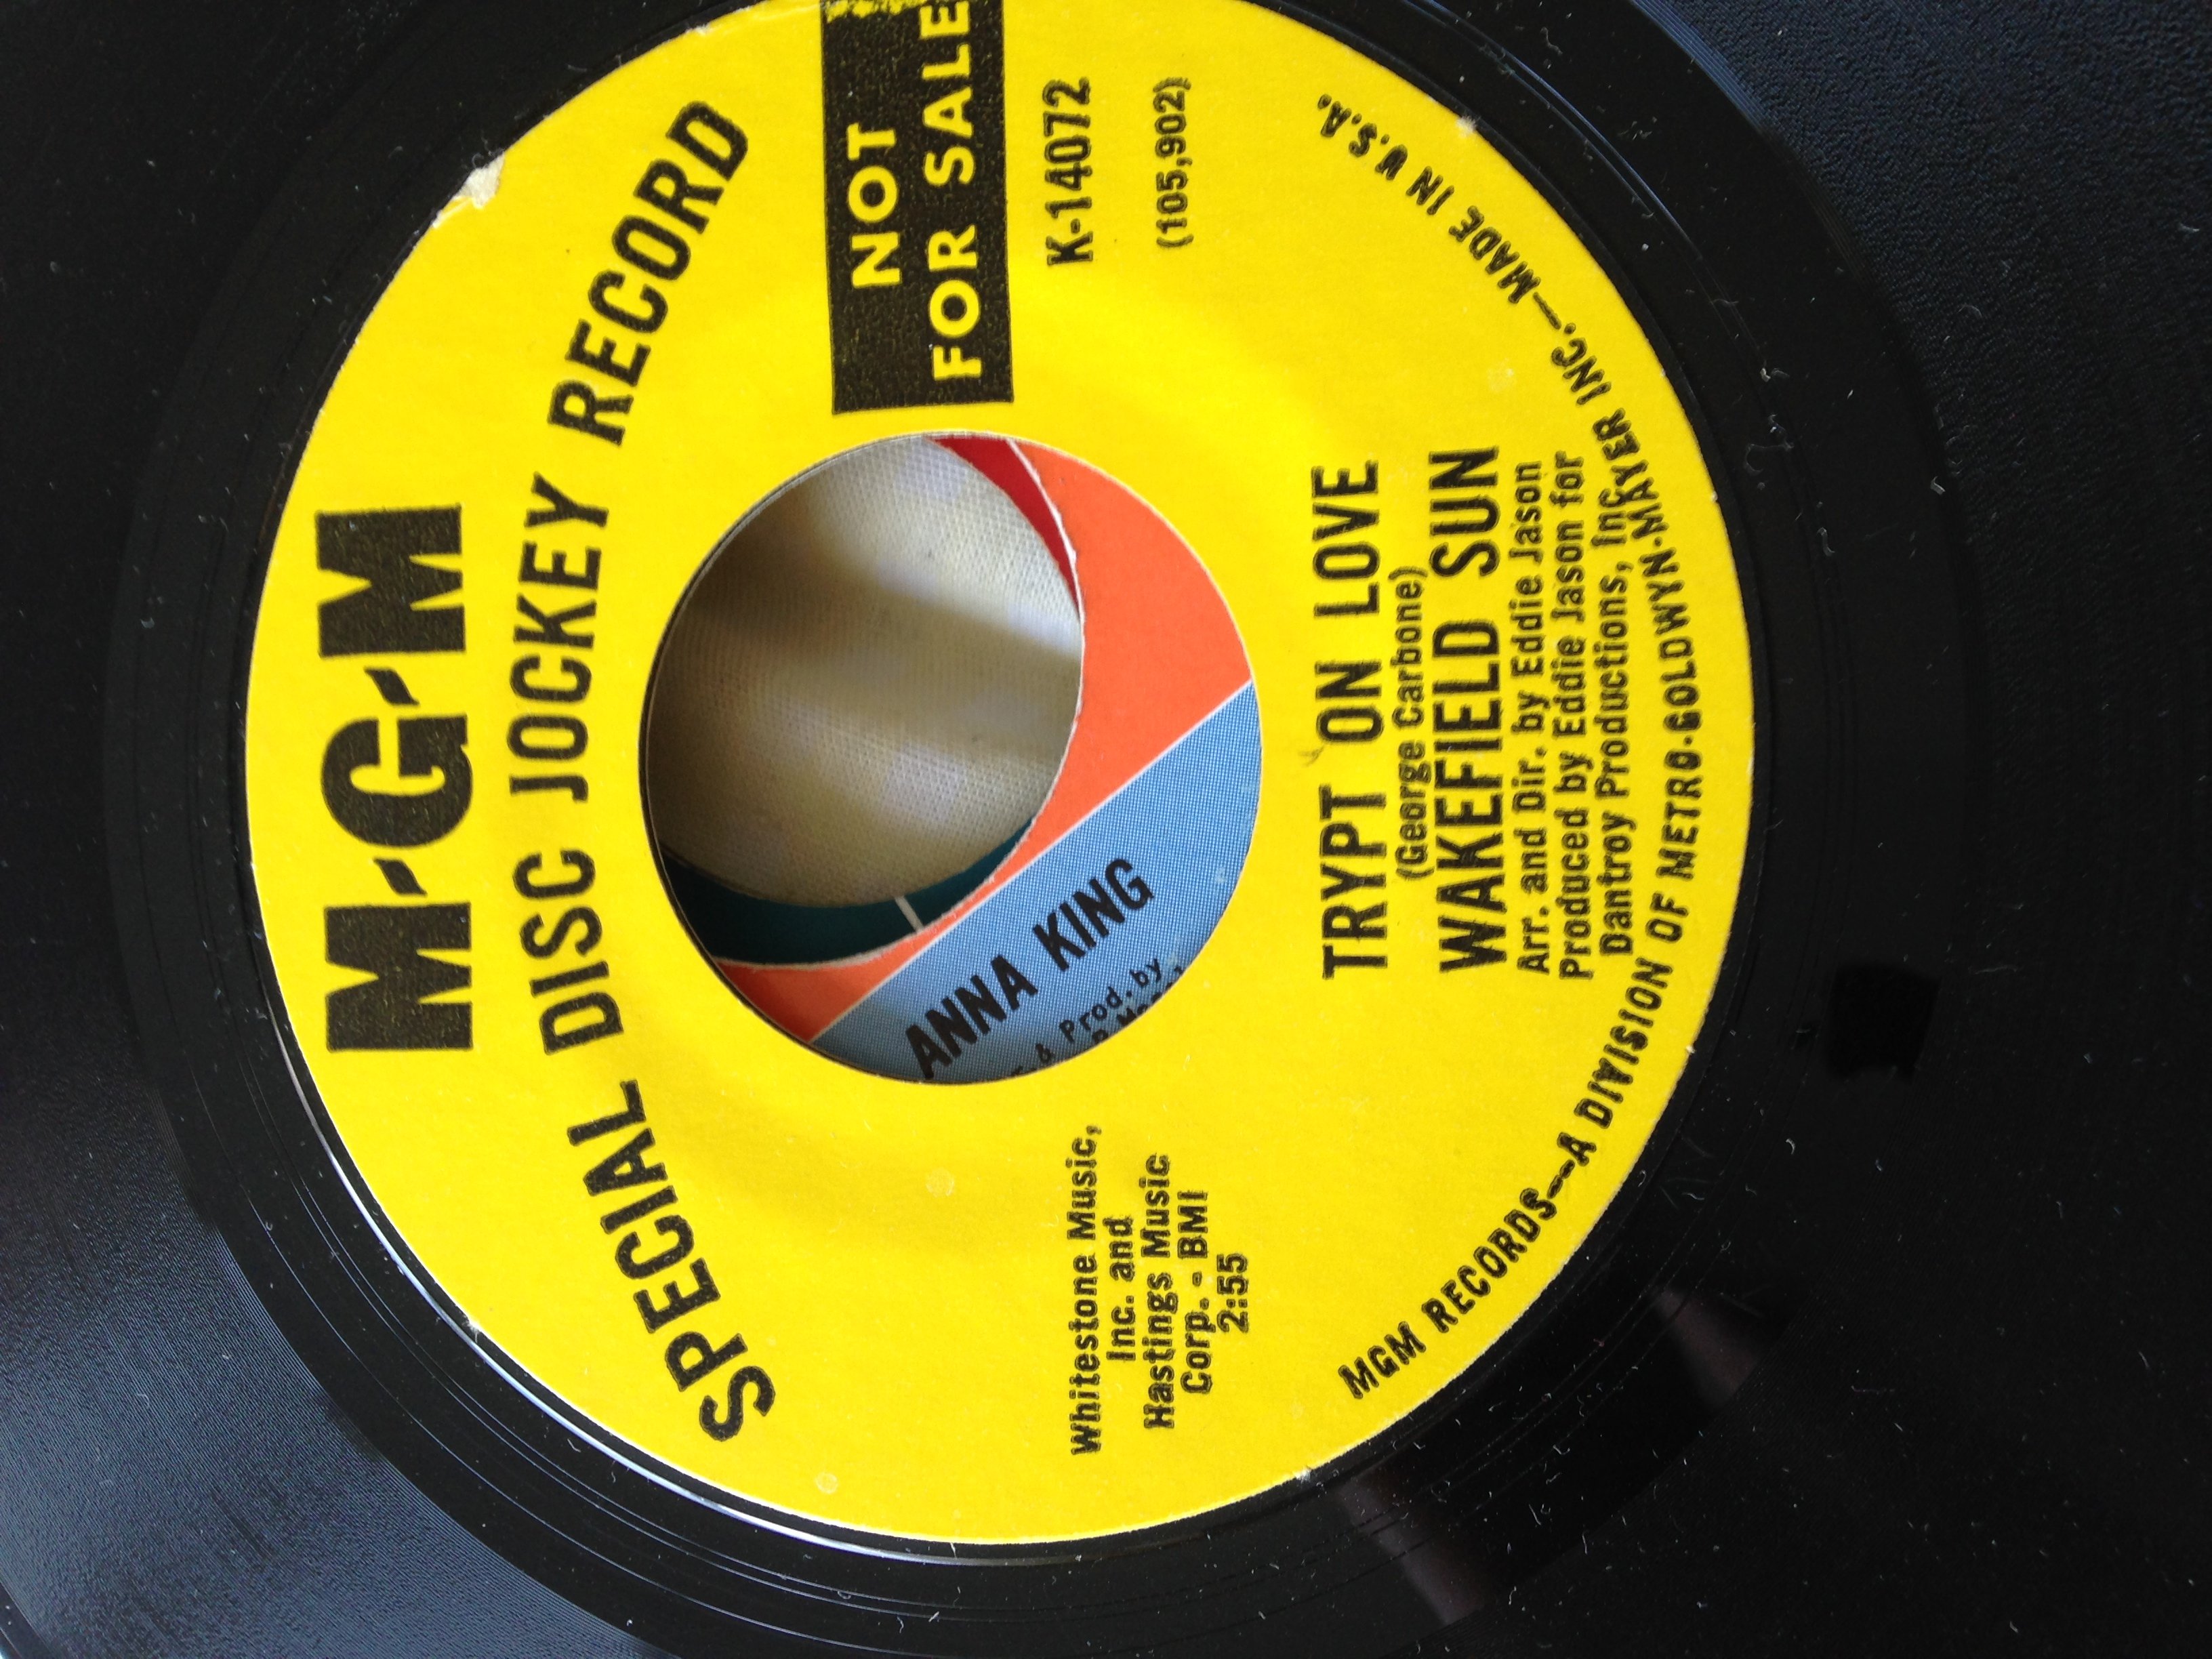 M-G-M
SPECIAL DISC JOCKEY RECORD
NOT
FOR SALE
K-14072
(105,902)
Whitestone Music,
Inc. and
Hastings Music
Corp. - BMI
2:55
TRYPT ON LOVE
(George Carbone)
WAKEFIELD SUN
Arr. and Dir. by Eddie Jason
Produced by Eddie Jason for
Dantroy Productions, Inc.
MGM RECORDS—A DIVISION OF METRO-GOLDWYN-MAYER INC.—MADE IN U.S.A.
ANNA KING
& Prod. by